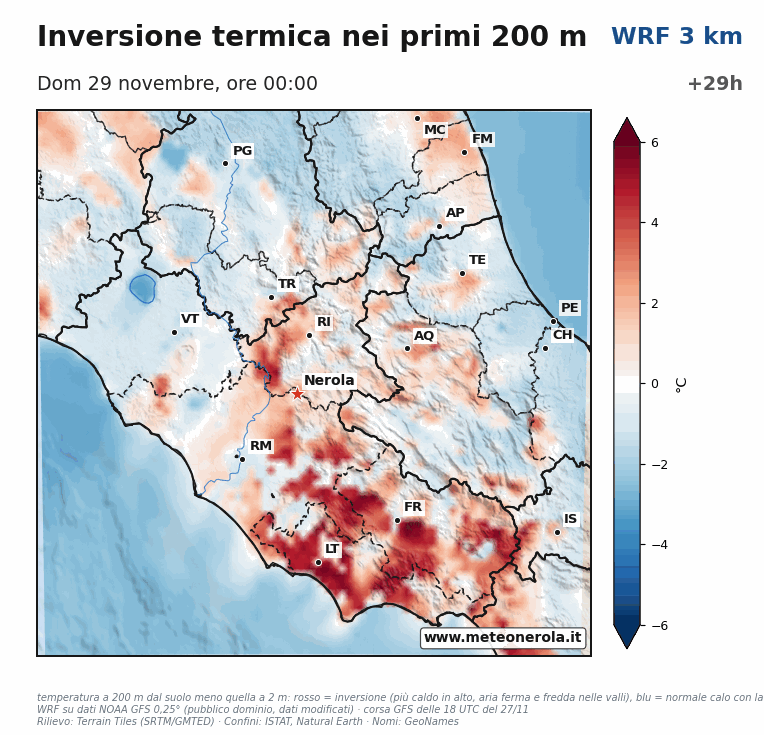 Inversione termica nei primi 200 m WRF 3 km
Dom 29 novembre, ore 00:00 +29h
MC
FM
PG
AP
TE
TR
PE
VT
RI
AQ
CH
Nerola
RM
FR
IS
LT
www.meteonerola.it
6
4
2
0
−2
−4
−6
°C
temperatura a 200 m dal suolo meno quella a 2 m: rosso = inversione (più caldo in alto, aria ferma e fredda nelle valli), blu = normale calo con la
WRF su dati NOAA GFS 0,25° (pubblico dominio, dati modificati) · corsa GFS delle 18 UTC del 27/11
Rilievo: Terrain Tiles (SRTM/GMTED) · Confini: ISTAT, Natural Earth · Nomi: GeoNames